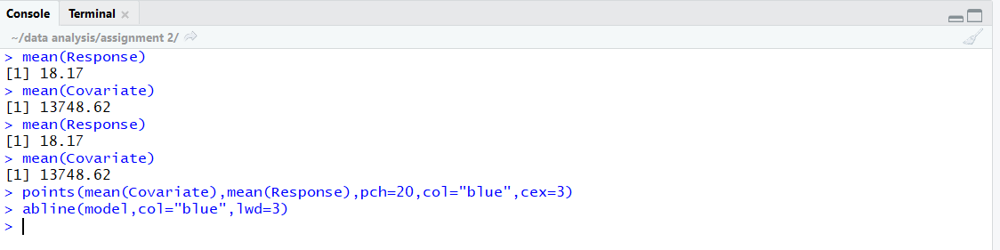 Console Terminal
~/data analysis/assignment 2/
> mean(Response)
[1] 18.17
> mean(Covariate)
[1] 13748.62
> mean(Response)
[1] 18.17
> mean(Covariate)
[1] 13748.62
> points(mean(Covariate),mean(Response),pch=20,col="blue",cex=3)
> abline(model,col="blue",lwd=3)
>